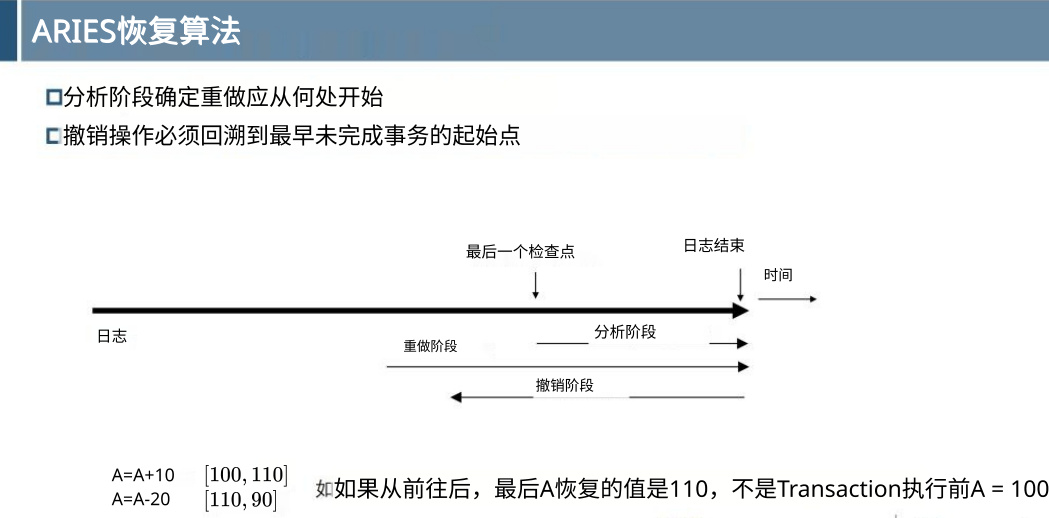 ARIES恢复算法
分析阶段确定重做应从何处开始
撤销操作必须回溯到最早未完成事务的起始点
最后一个检查点
日志结束
时间
日志
分析阶段
重做阶段
撤销阶段
A=A+10 [100, 110]
A=A-20 [110, 90]
如如果从前往后，最后A恢复的值是110，不是Transaction执行前A = 100